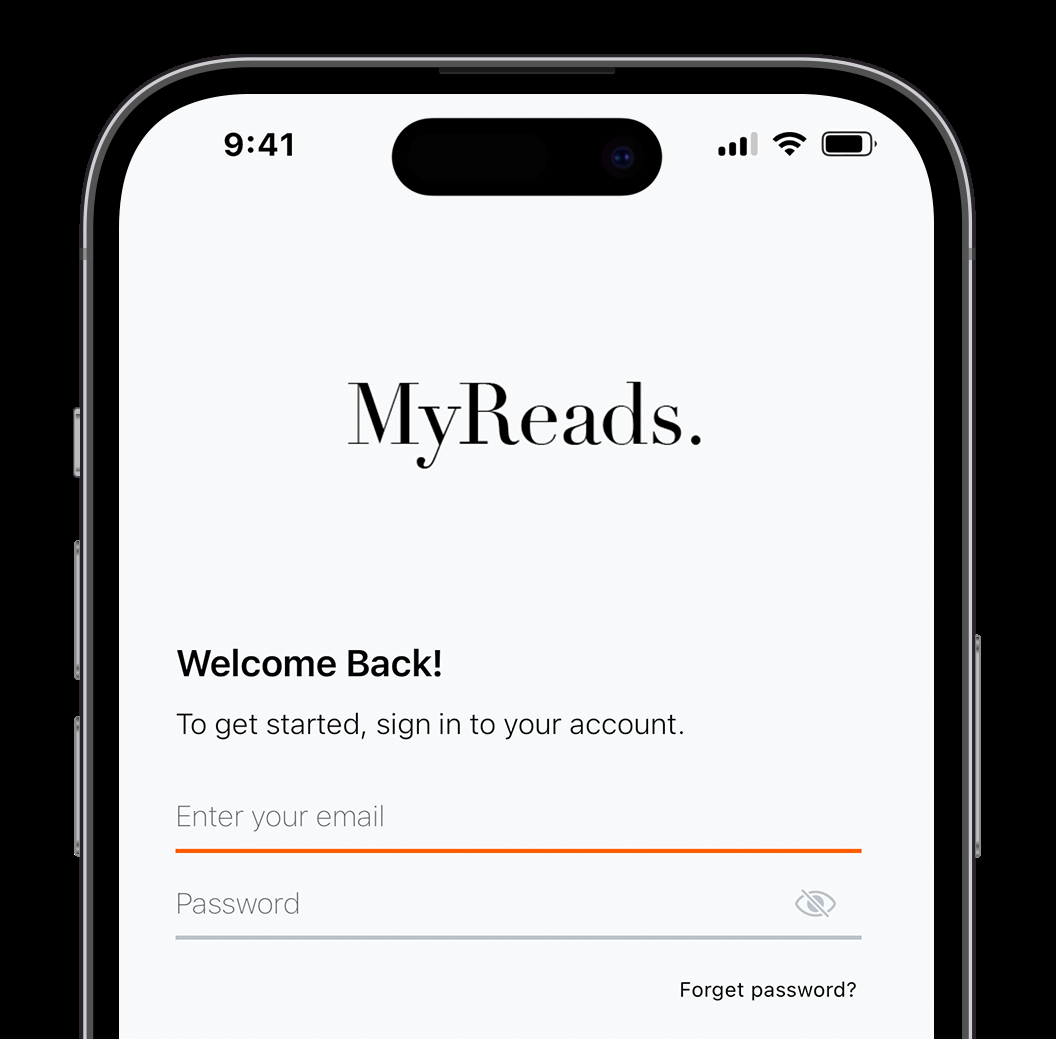 9:41
MyReads.
Welcome Back!
To get started, sign in to your account.
Enter your email
Password
Forget password?